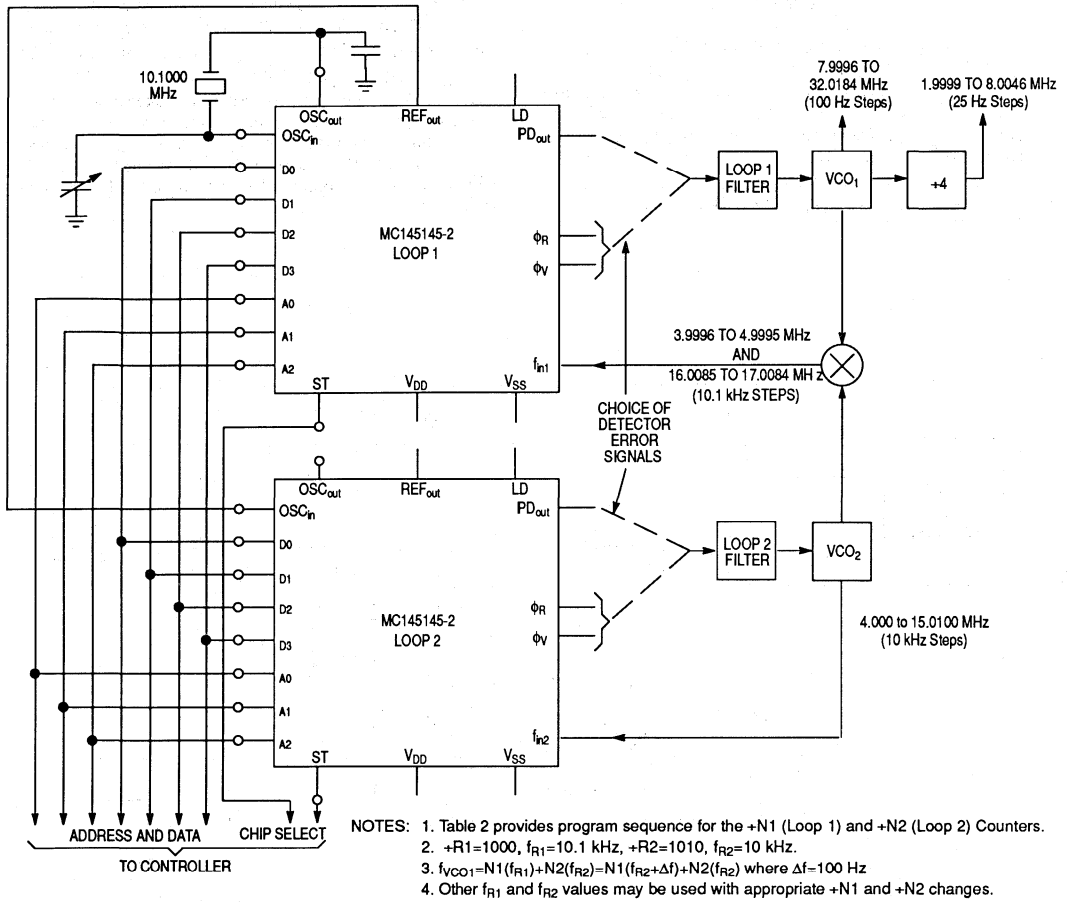 10.1000
MHz
OSCout
REFout
LD
OSCin
PDout
D0
D1
D2
D3
A0
A1
A2
MC145145-2
LOOP 1
ϕR
ϕV
fin1
ST
VDD
VSS
LOOP 1
FILTER
VCO1
÷4
7.9996 TO
32.0184 MHz
(100 Hz Steps)
1.9999 TO 8.0046 MHz
(25 Hz Steps)
3.9996 TO 4.9995 MHz
AND
16.0085 TO 17.0084 MHz
(10.1 kHz STEPS)
CHOICE OF
DETECTOR
ERROR
SIGNALS
OSCout
REFout
LD
OSCin
PDout
D0
D1
D2
D3
A0
A1
A2
MC145145-2
LOOP 2
ϕR
ϕV
fin2
ST
VDD
VSS
LOOP 2
FILTER
VCO2
4.000 to 15.0100 MHz
(10 kHz Steps)
ADDRESS AND DATA
CHIP SELECT
TO CONTROLLER
NOTES: 1. Table 2 provides program sequence for the ÷N1 (Loop 1) and ÷N2 (Loop 2) Counters.
2. ÷R1=1000, fR1=10.1 kHz, ÷R2=1010, fR2=10 kHz.
3. fVCO1=N1(fR1)+N2(fR2)=N1(fR2+Δf)+N2(fR2) where Δf=100 Hz
4. Other fR1 and fR2 values may be used with appropriate ÷N1 and ÷N2 changes.